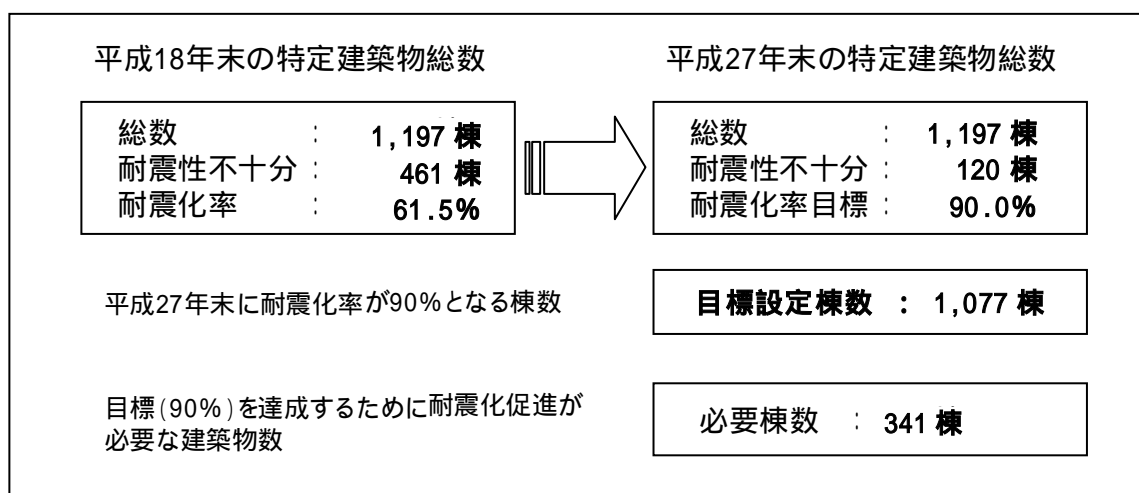 平成18年末の特定建築物総数
総数 : 1,197 棟
耐震性不十分 : 461 棟
耐震化率 : 61.5%
平成27年末の特定建築物総数
総数 : 1,197 棟
耐震性不十分 : 120 棟
耐震化率目標 : 90.0%
平成27年末に耐震化率が90%となる棟数
目標設定棟数 : 1,077 棟
目標(90%)を達成するために耐震化促進が
必要な建築物数
必要棟数 : 341 棟